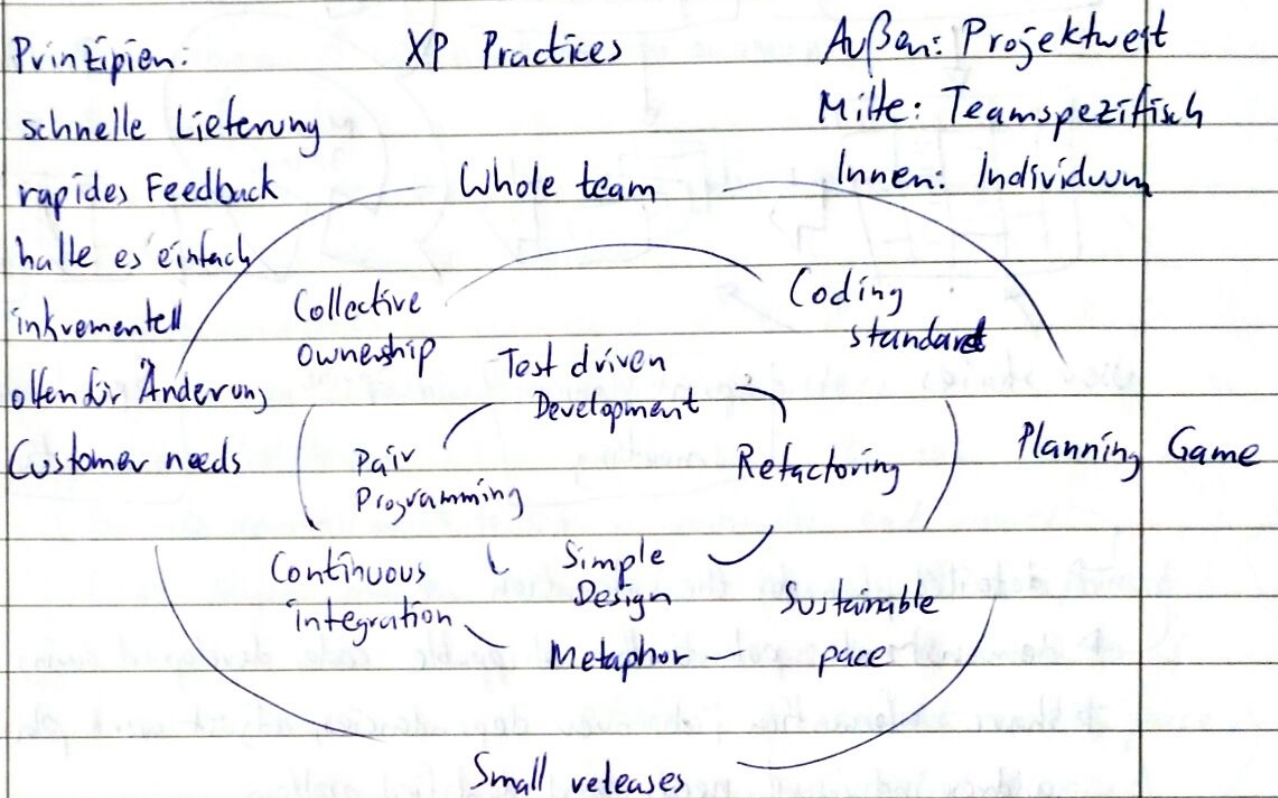 Prinzipien:
schnelle Lieferung
rapides Feedback
halte es einfach
inkrementell
offen für Änderung
Customer needs
XP Practices
Außen: Projektweit
Mitte: Teamspezifisch
Innen: Individuum
Whole team
Collective
ownership
Coding
standard
Test driven
Development
Pair
Programming
Refactoring
Planning Game
Continuous
integration
Simple
Design
Sustainable
pace
Metaphor
Small releases